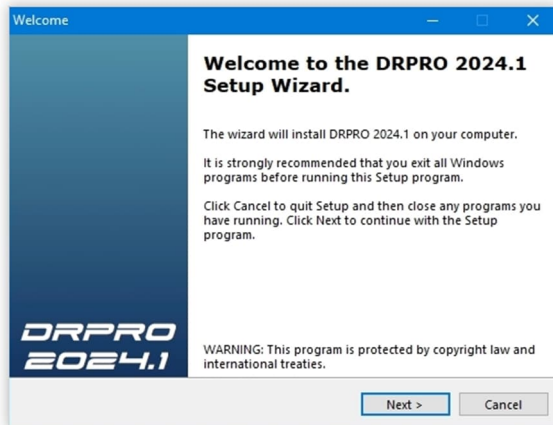 Welcome
Welcome to the DRPRO 2024.1
Setup Wizard.
The wizard will install DRPRO 2024.1 on your computer.
It is strongly recommended that you exit all Windows
programs before running this Setup program.
Click Cancel to quit Setup and then close any programs you
have running. Click Next to continue with the Setup
program.
DRPRO
2024.1
WARNING: This program is protected by copyright law and
international treaties.
Next >
Cancel